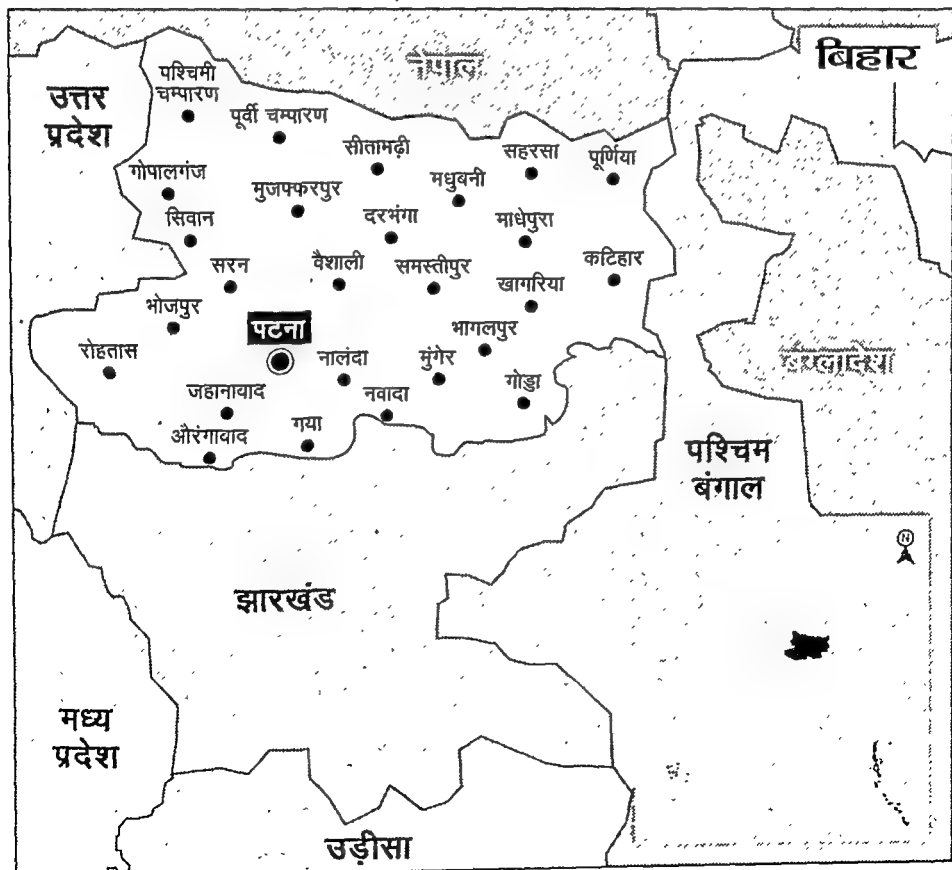 बिहार
नेपाल
उत्तर
प्रदेश
पश्चिमी
चम्पारण
पूर्वी चम्पारण
सीतामढ़ी
सहरसा
पूर्णिया
गोपालगंज
मुजफ्फरपुर
मधुबनी
सिवान
दरभंगा
माधेपुरा
सरन
वैशाली
समस्तीपुर
कटिहार
खागरिया
भोजपुर
पटना
भागलपुर
रोहतास
नालंदा
मुंगेर
बंग्लादेश
जहानावाद
नवादा
गोड्डा
औरंगावाद
गया
पश्चिम
बंगाल
N
झारखंड
मध्य
प्रदेश
उड़ीसा